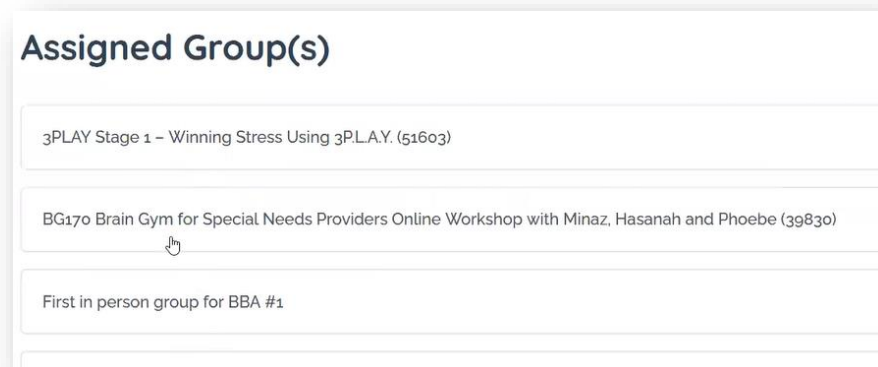 Assigned Group(s)
3PLAY Stage 1 – Winning Stress Using 3P.L.A.Y. (51603)
BG170 Brain Gym for Special Needs Providers Online Workshop with Minaz, Hasanah and Phoebe (39830)
First in person group for BBA #1